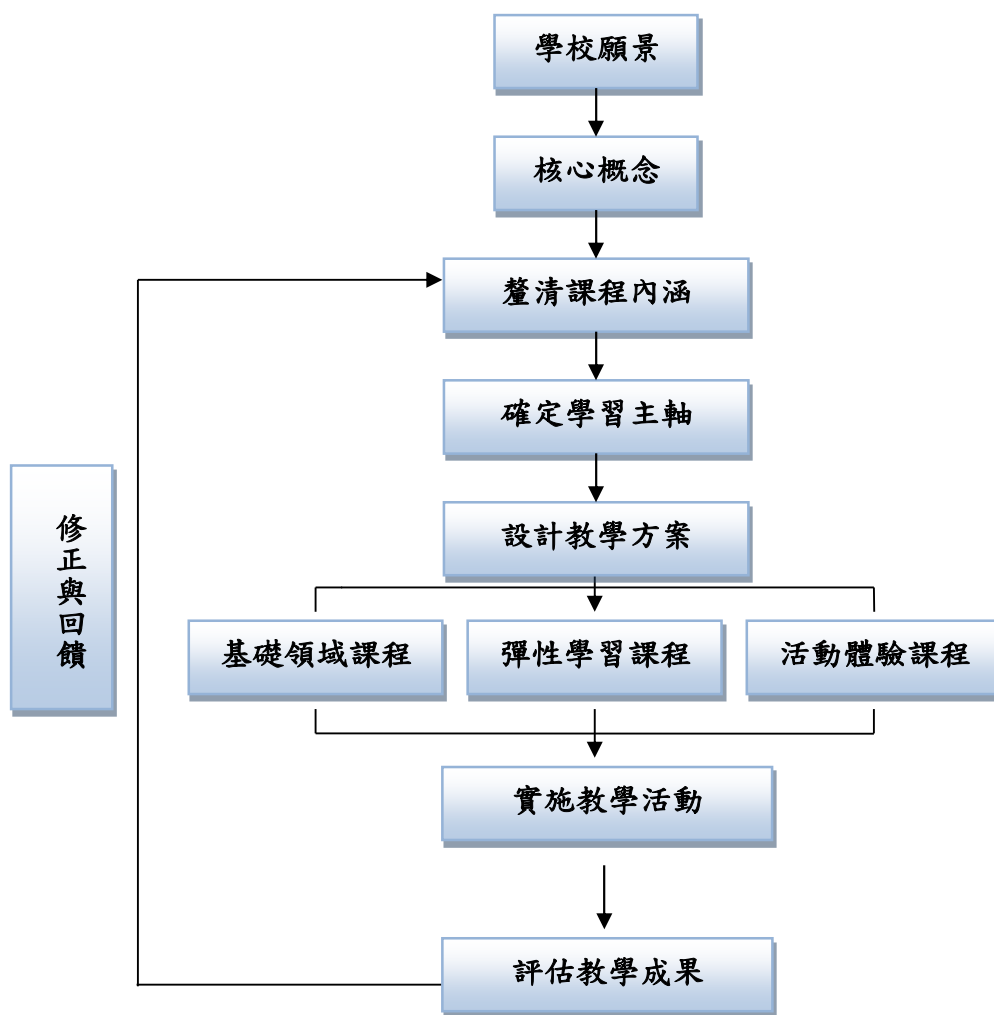 學校願景
核心概念
釐清課程內涵
確定學習主軸
設計教學方案
修正與回饋
基礎領域課程
彈性學習課程
活動體驗課程
實施教學活動
評估教學成果